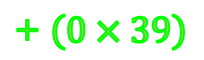 + (0 × 39)